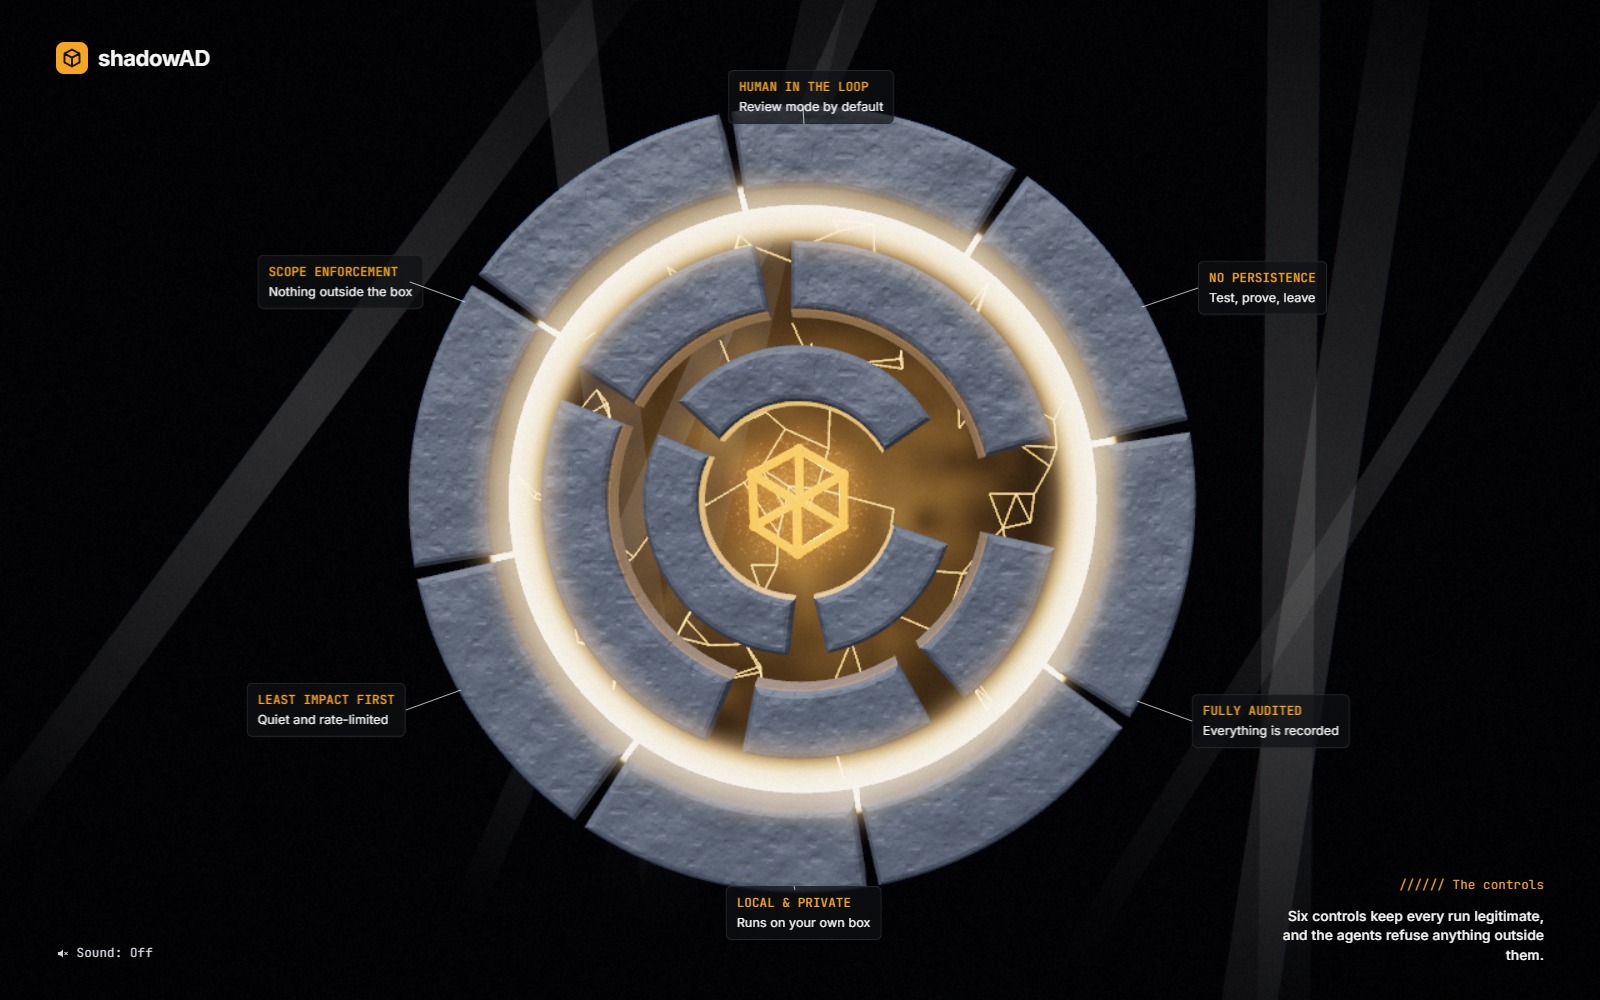 shadowAD
HUMAN IN THE LOOP
Review mode by default
SCOPE ENFORCEMENT
Nothing outside the box
NO PERSISTENCE
Test, prove, leave
LEAST IMPACT FIRST
Quiet and rate-limited
FULLY AUDITED
Everything is recorded
LOCAL & PRIVATE
Runs on your own box
////// The controls
Six controls keep every run legitimate,
and the agents refuse anything outside
them.
Sound: Off